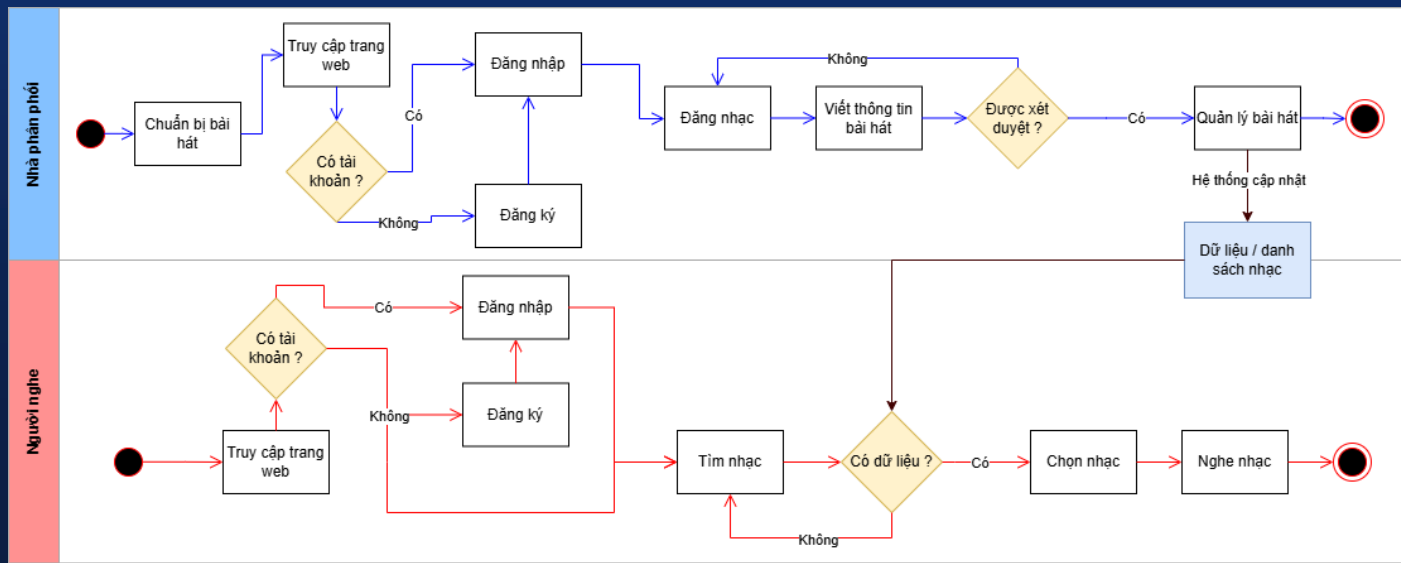 Nhà phân phối
Chuẩn bị bài
hát
Truy cập trang
web
Có tài
khoản ?
Có
Không
Đăng nhập
Đăng ký
Đăng nhạc
Viết thông tin
bài hát
Không
Được xét
duyệt ?
Có
Quản lý bài hát
Hệ thống cập nhật
Dữ liệu / danh
sách nhạc
Người nghe
Truy cập trang
web
Có tài
khoản ?
Có
Không
Đăng nhập
Đăng ký
Tìm nhạc
Có dữ liệu ?
Không
Có
Chọn nhạc
Nghe nhạc